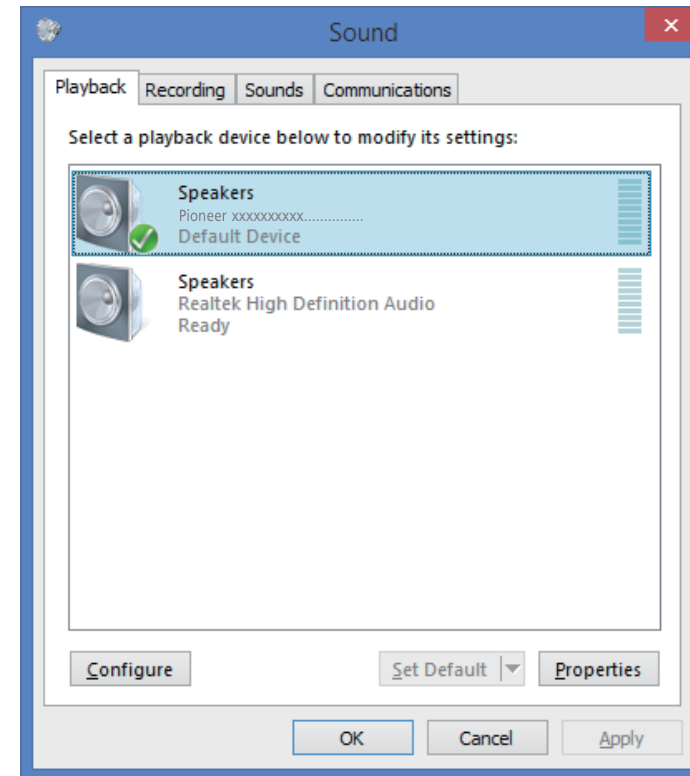 Sound
Playback Recording Sounds Communications
Select a playback device below to modify its settings:
Speakers
Pioneer xxxxxxxxxx..............
Default Device
Speakers
Realtek High Definition Audio
Ready
Configure Set Default Properties
OK Cancel Apply